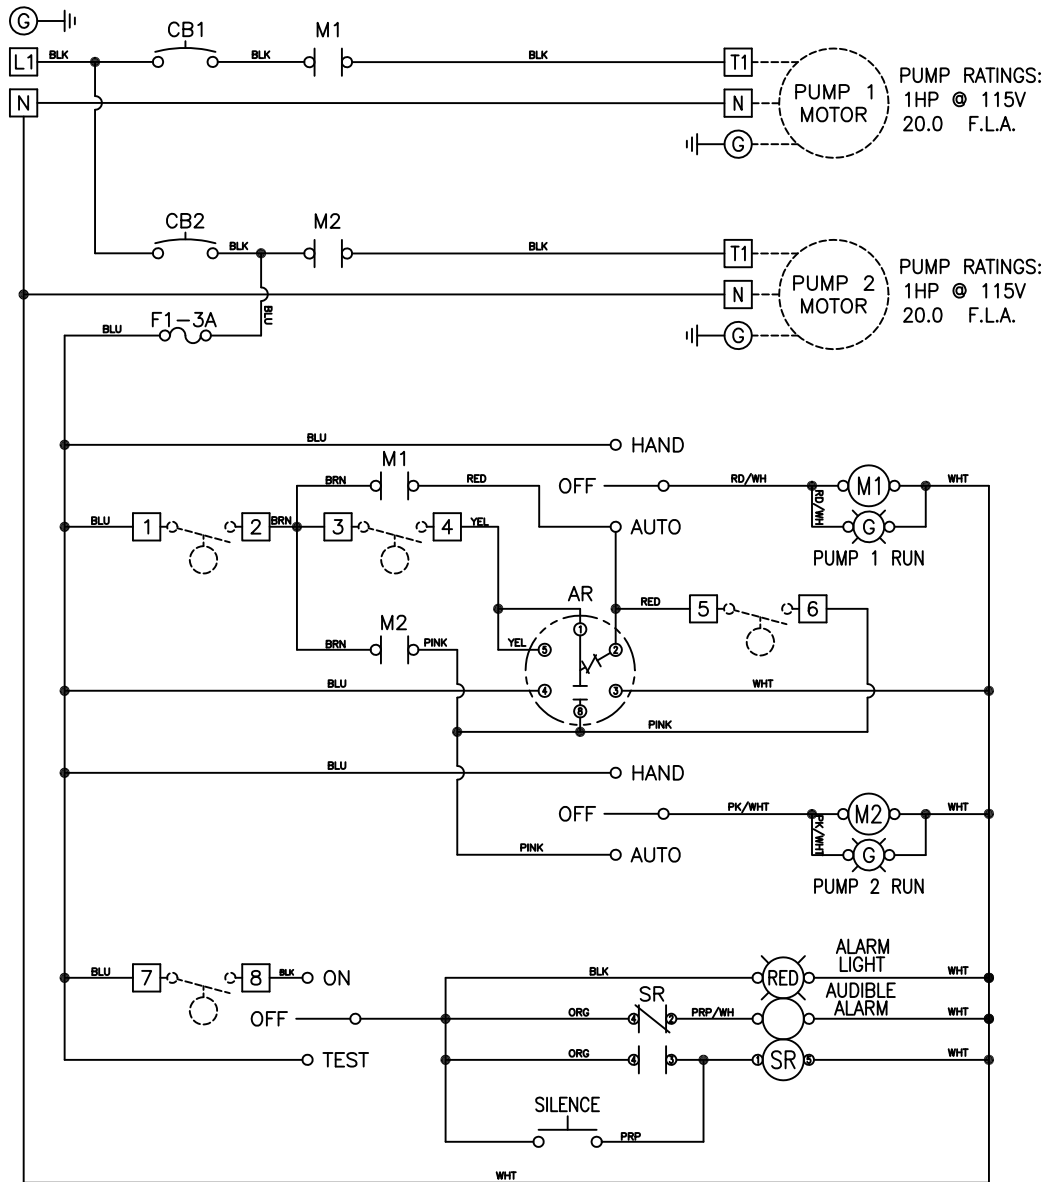 G
CB1 M1
L1 BLK BLK BLK T1
PUMP RATINGS:
1HP @ 115V
20.0 F.L.A.
PUMP 1
MOTOR
N N
G
CB2 M2
BLK BLK T1
PUMP RATINGS:
1HP @ 115V
20.0 F.L.A.
PUMP 2
MOTOR
N
BLU
F1-3A
BLU
G
BLU HAND
M1
BRN RED
OFF RD/WH M1 WHT
RD/WH
BLU 1 2 BRN 3 4 YEL AUTO G
PUMP 1 RUN
AR
RED 5 6
M2
1
BRN PINK YEL 5 2
BLU 4 3 WHT
8
PINK
BLU HAND
OFF PK/WHT M2 WHT
PK/WHT
PINK AUTO G
PUMP 2 RUN
ALARM
LIGHT
BLU 7 8 BLK ON BLK RED WHT
AUDIBLE
ALARM
SR
OFF ORG 4 2 PRP/WH WHT
TEST ORG 4 3 1 SR 5 WHT
SILENCE
PRP
WHT